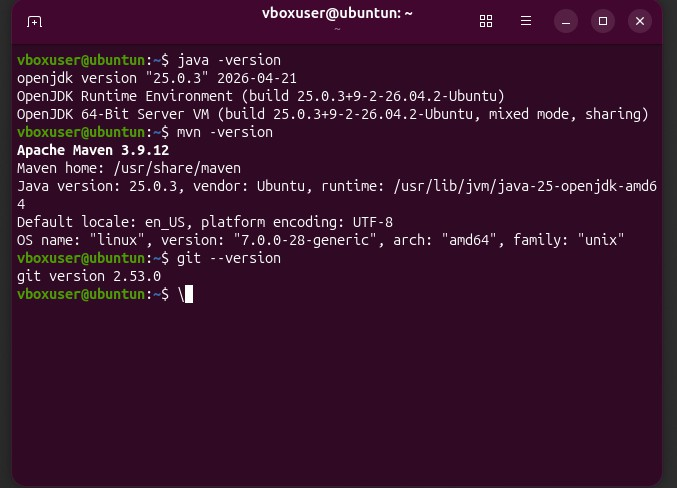 vboxuser@ubuntun: ~
~
vboxuser@ubuntun:~$ java -version
openjdk version "25.0.3" 2026-04-21
OpenJDK Runtime Environment (build 25.0.3+9-2-26.04.2-Ubuntu)
OpenJDK 64-Bit Server VM (build 25.0.3+9-2-26.04.2-Ubuntu, mixed mode, sharing)
vboxuser@ubuntun:~$ mvn -version
Apache Maven 3.9.12
Maven home: /usr/share/maven
Java version: 25.0.3, vendor: Ubuntu, runtime: /usr/lib/jvm/java-25-openjdk-amd6
4
Default locale: en_US, platform encoding: UTF-8
OS name: "linux", version: "7.0.0-28-generic", arch: "amd64", family: "unix"
vboxuser@ubuntun:~$ git --version
git version 2.53.0
vboxuser@ubuntun:~$ \